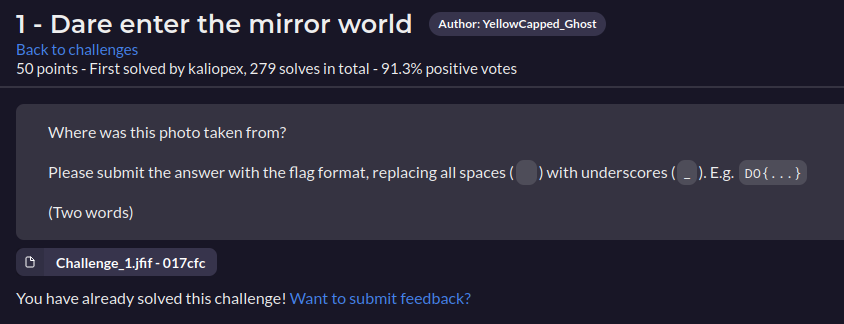 1 - Dare enter the mirror world Author: YellowCapped_Ghost
Back to challenges
50 points - First solved by kaliopex, 279 solves in total - 91.3% positive votes
Where was this photo taken from?
Please submit the answer with the flag format, replacing all spaces ( ) with underscores ( _ ). E.g. DO{...}
(Two words)
Challenge_1.jfif - 017cfc
You have already solved this challenge! Want to submit feedback?